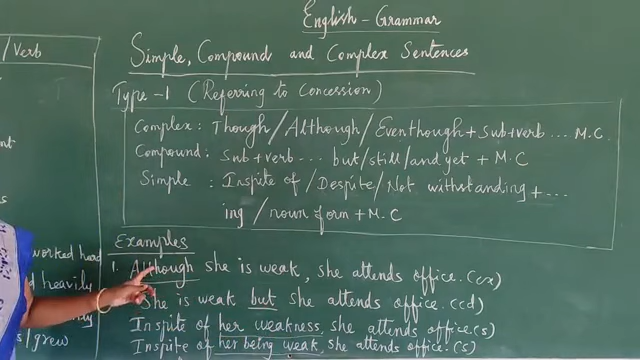 English - Grammar
/Verb
Simple, Compound and Complex Sentences
Type-1 (Referring to Concession)
Complex: Though/Although/Eventhough + sub+verb ... M.C.
Compound: Sub+verb ... but/still/and yet + M.C
Simple : Inspite of/Despite/Not withstanding + ...
ing/noun form + M.C
Examples
1. Although she is weak, she attends office. (cx)
She is weak but she attends office. (cd)
Inspite of her weakness, she attends office. (s)
Inspite of her being weak, she attends office. (s)
worked hard
heavily
s/grew